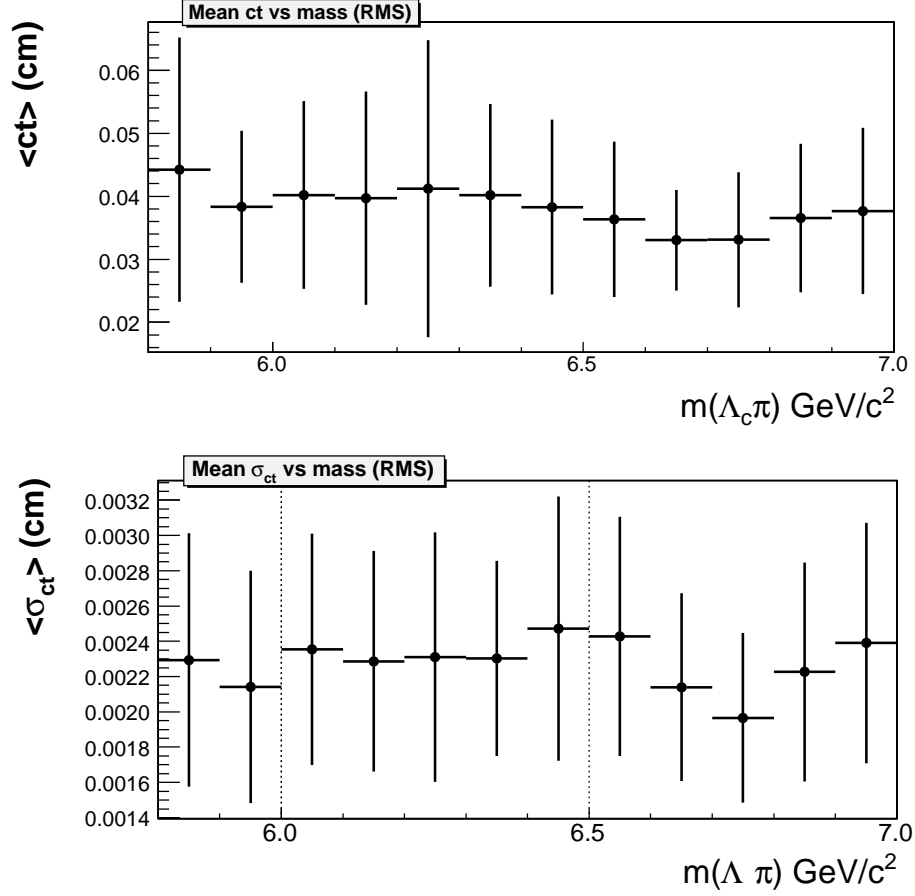 Mean ct vs mass (RMS)
<ct> (cm)
0.06
0.05
0.04
0.03
0.02
6.0 6.5 7.0
m(Λcπ) GeV/c²
Mean σct vs mass (RMS)
<σct> (cm)
0.0032
0.0030
0.0028
0.0026
0.0024
0.0022
0.0020
0.0018
0.0016
0.0014
6.0 6.5 7.0
m(Λ π) GeV/c²